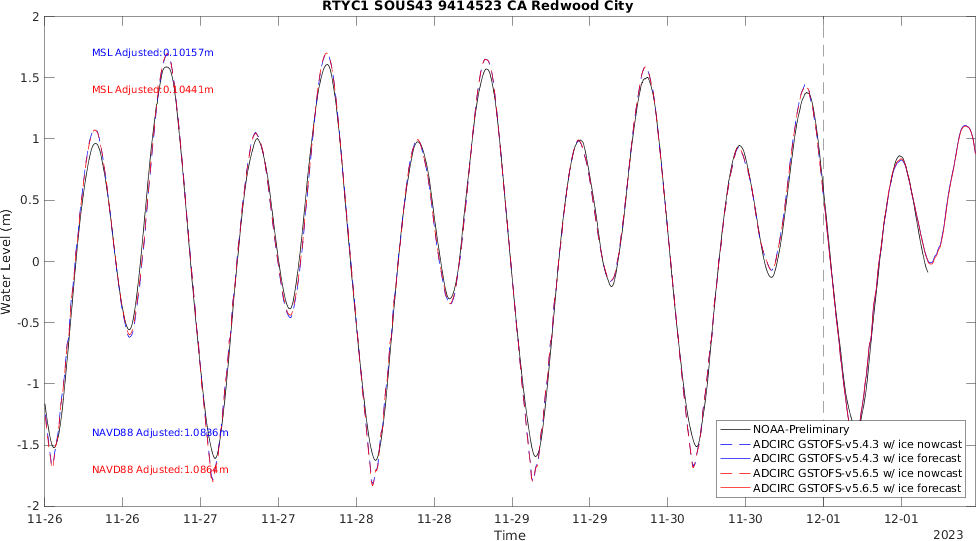 RTYC1 SOUS43 9414523 CA Redwood City
2
1.5
1
0.5
0
-0.5
-1
-1.5
-2
Water Level (m)
MSL Adjusted:0.10157m
MSL Adjusted:0.10441m
NAVD88 Adjusted:1.0836m
NAVD88 Adjusted:1.0864m
NOAA-Preliminary
ADCIRC GSTOFS-v5.4.3 w/ ice nowcast
ADCIRC GSTOFS-v5.4.3 w/ ice forecast
ADCIRC GSTOFS-v5.6.5 w/ ice nowcast
ADCIRC GSTOFS-v5.6.5 w/ ice forecast
11-26 11-26 11-27 11-27 11-28 11-28 11-29 11-29 11-30 11-30 12-01 12-01
Time
2023